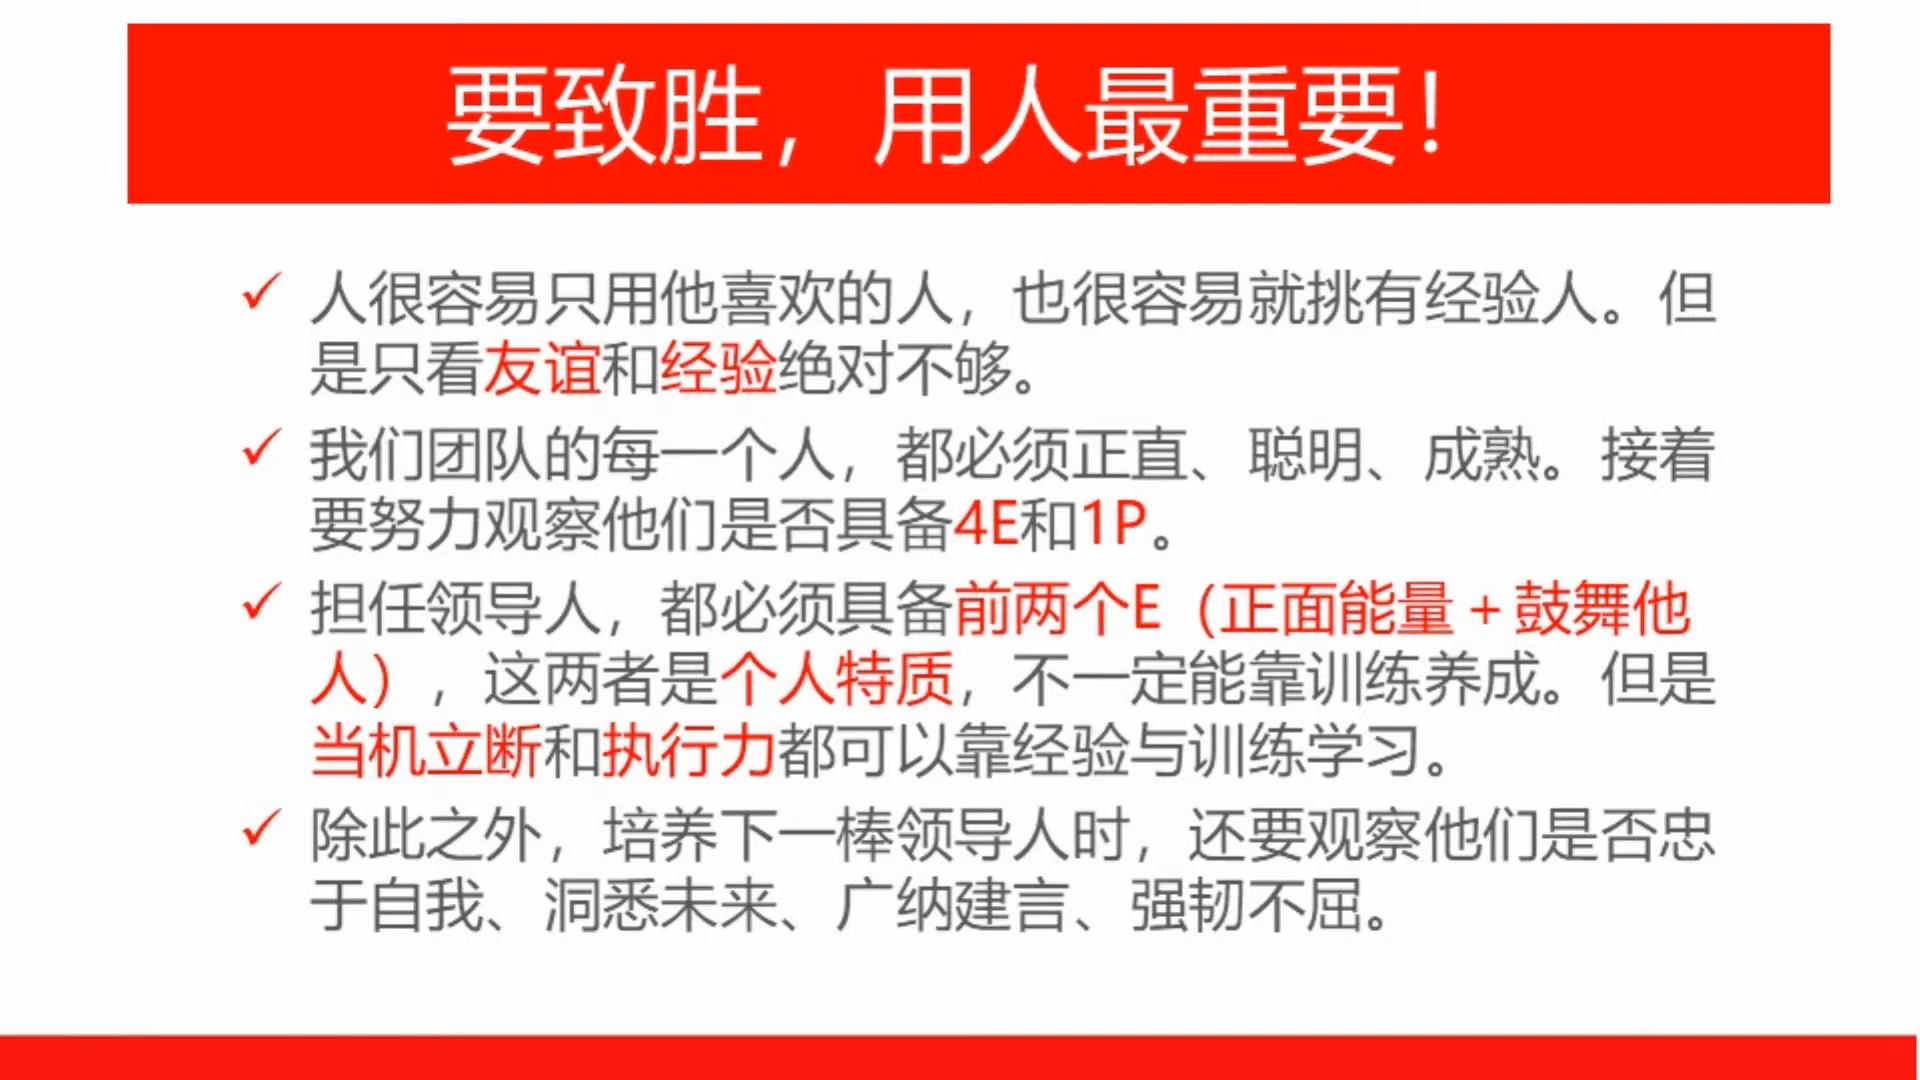 要致胜，用人最重要！
✓ 人很容易只用他喜欢的人，也很容易就挑有经验人。但
是只看友谊和经验绝对不够。
✓ 我们团队的每一个人，都必须正直、聪明、成熟。接着
要努力观察他们是否具备4E和1P。
✓ 担任领导人，都必须具备前两个E（正面能量+鼓舞他
人），这两者是个人特质，不一定能靠训练养成。但是
当机立断和执行力都可以靠经验与训练学习。
✓ 除此之外，培养下一棒领导人时，还要观察他们是否忠
于自我、洞悉未来、广纳建言、强韧不屈。